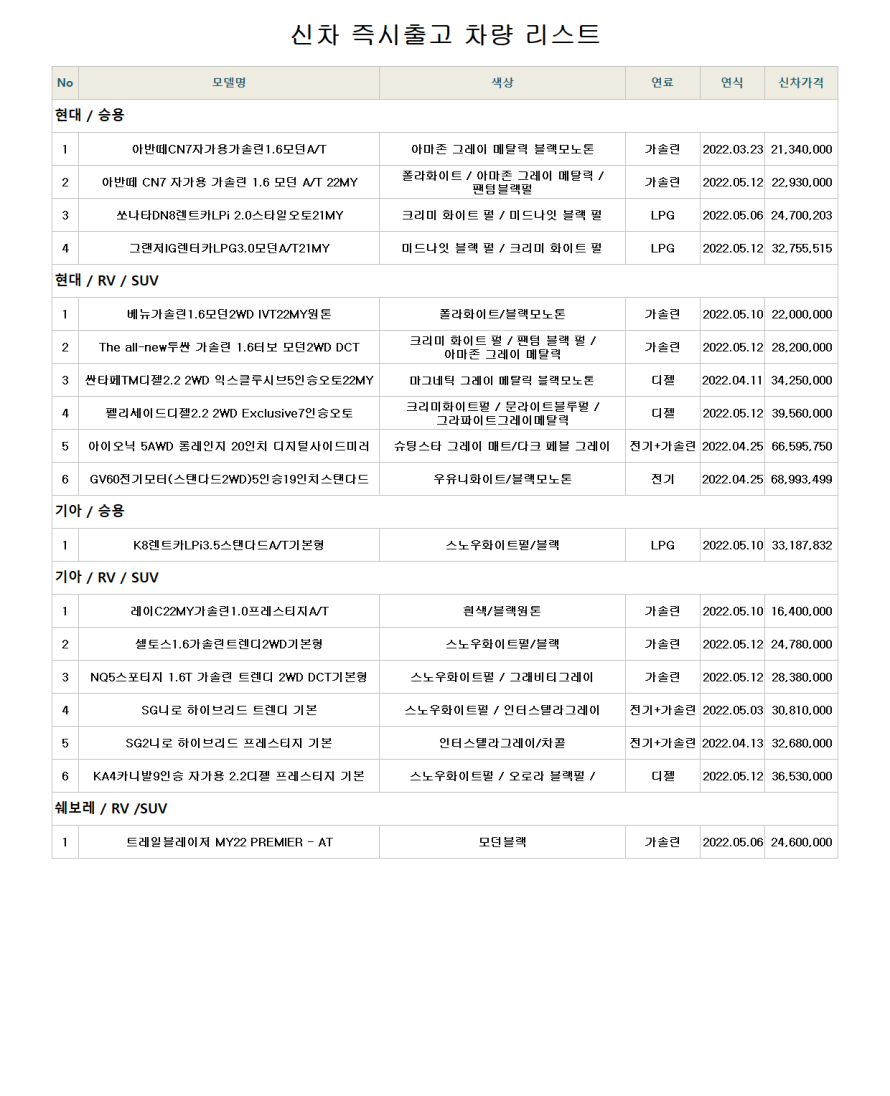 신차 즉시출고 차량 리스트
No 모델명 색상 연료 연식 신차가격
현대 / 승용
1 아반떼CN7자가용가솔린1.6모던A/T 아마존 그레이 메탈릭 블랙모노톤 가솔린 2022.03.23 21,340,000
2 아반떼 CN7 자가용 가솔린 1.6 모던 A/T 22MY 폴라화이트 / 아마존 그레이 메탈릭 / 팬텀블랙펄 가솔린 2022.05.12 22,930,000
3 쏘나타DN8렌트카LPi 2.0스타일오토21MY 크리미 화이트 펄 / 미드나잇 블랙 펄 LPG 2022.05.06 24,700,203
4 그랜저IG렌터카LPG3.0모던A/T21MY 미드나잇 블랙 펄 / 크리미 화이트 펄 LPG 2022.05.12 32,755,515
현대 / RV / SUV
1 베뉴가솔린1.6모던2WD IVT22MY원톤 폴라화이트/블랙모노톤 가솔린 2022.05.10 22,000,000
2 The all-new투싼 가솔린 1.6터보 모던2WD DCT 크리미 화이트 펄 / 팬텀 블랙 펄 / 아마존 그레이 메탈릭 가솔린 2022.05.12 28,200,000
3 싼타페TM디젤2.2 2WD 익스클루시브5인승오토22MY 마그네틱 그레이 메탈릭 블랙모노톤 디젤 2022.04.11 34,250,000
4 팰리세이드디젤2.2 2WD Exclusive7인승오토 크리미화이트펄 / 문라이트블루펄 / 그라파이트그레이메탈릭 디젤 2022.05.12 39,560,000
5 아이오닉 5AWD 롱레인지 20인치 디지털사이드미러 슈팅스타 그레이 매트/다크 페블 그레이 전기+가솔린 2022.04.25 66,595,750
6 GV60전기모터(스탠다드2WD)5인승19인치스탠다드 우유니화이트/블랙모노톤 전기 2022.04.25 68,993,499
기아 / 승용
1 K8렌트카LPi3.5스탠다드A/T기본형 스노우화이트펄/블랙 LPG 2022.05.10 33,187,832
기아 / RV / SUV
1 레이C22MY가솔린1.0프레스티지A/T 흰색/블랙원톤 가솔린 2022.05.10 16,400,000
2 셀토스1.6가솔린트렌디2WD기본형 스노우화이트펄/블랙 가솔린 2022.05.12 24,780,000
3 NQ5스포티지 1.6T 가솔린 트렌디 2WD DCT기본형 스노우화이트펄 / 그래비티그레이 가솔린 2022.05.12 28,380,000
4 SG니로 하이브리드 트렌디 기본 스노우화이트펄 / 인터스텔라그레이 전기+가솔린 2022.05.03 30,810,000
5 SG2니로 하이브리드 프레스티지 기본 인터스텔라그레이/차콜 전기+가솔린 2022.04.13 32,680,000
6 KA4카니발9인승 자가용 2.2디젤 프레스티지 기본 스노우화이트펄 / 오로라 블랙펄 / 디젤 2022.05.12 36,530,000
쉐보레 / RV /SUV
1 트레일블레이저 MY22 PREMIER - AT 모던블랙 가솔린 2022.05.06 24,600,000